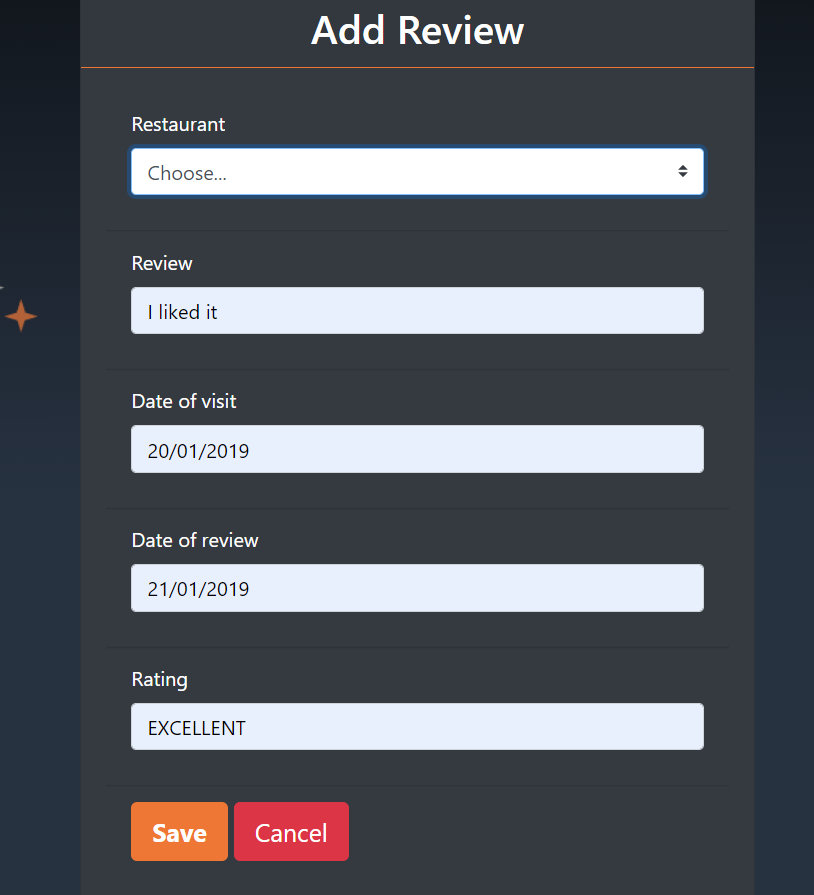 Add Review
Restaurant
Choose...
Review
I liked it
Date of visit
20/01/2019
Date of review
21/01/2019
Rating
EXCELLENT
Save Cancel